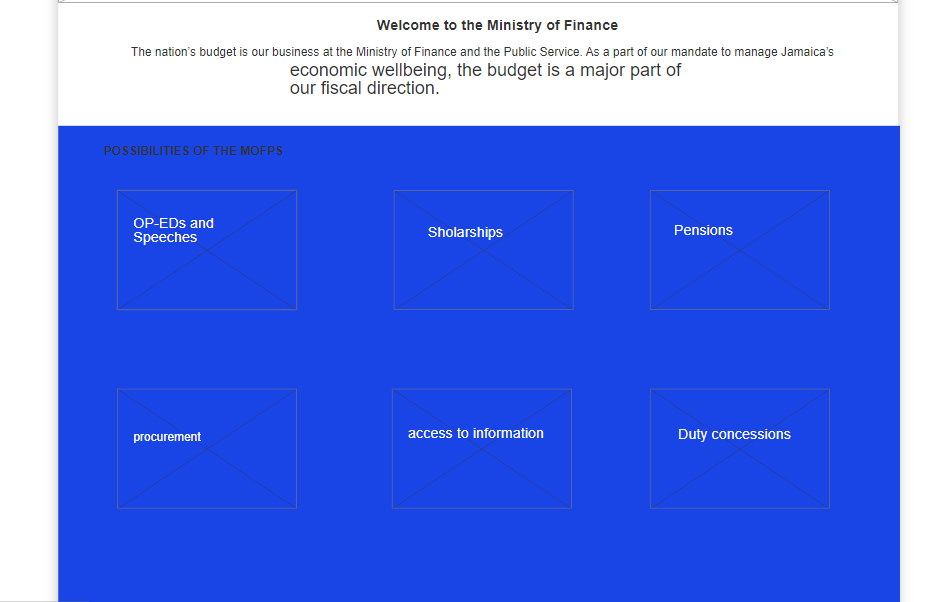 Welcome to the Ministry of Finance
The nation’s budget is our business at the Ministry of Finance and the Public Service. As a part of our mandate to manage Jamaica’s
economic wellbeing, the budget is a major part of
our fiscal direction.
POSSIBILITIES OF THE MOFPS
OP-EDs and
Speeches
Sholarships
Pensions
procurement
access to information
Duty concessions